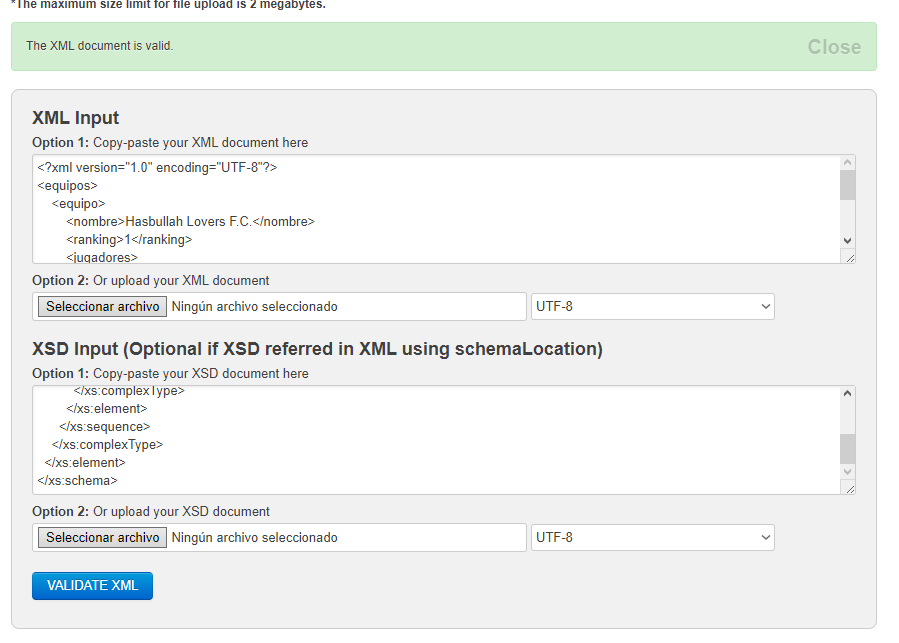 *The maximum size limit for file upload is 2 megabytes.
The XML document is valid.
Close
XML Input
Option 1: Copy-paste your XML document here
<?xml version="1.0" encoding="UTF-8"?>
<equipos>
<equipo>
<nombre>Hasbullah Lovers F.C.</nombre>
<ranking>1</ranking>
<jugadores>
Option 2: Or upload your XML document
Seleccionar archivo Ningún archivo seleccionado
UTF-8
XSD Input (Optional if XSD referred in XML using schemaLocation)
Option 1: Copy-paste your XSD document here
</xs:complexType>
</xs:element>
</xs:sequence>
</xs:complexType>
</xs:element>
</xs:schema>
Option 2: Or upload your XSD document
Seleccionar archivo Ningún archivo seleccionado
UTF-8
VALIDATE XML